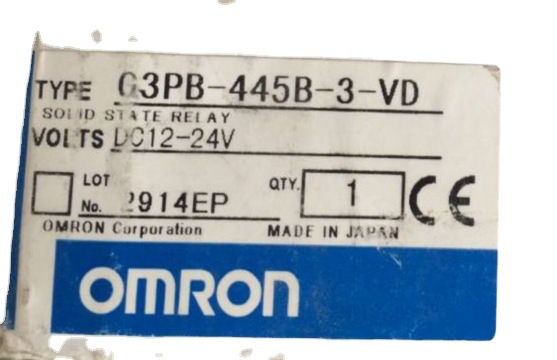 TYPE G3PB-445B-3-VD
SOLID STATE RELAY
VOLTS DC12-24V
LOT No. 2914EP QTY. 1 CE
OMRON Corporation MADE IN JAPAN
OMRON